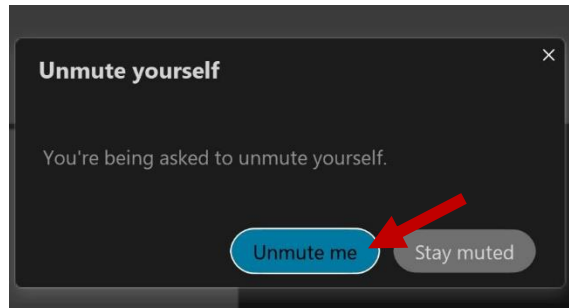 Unmute yourself
You're being asked to unmute yourself.
Unmute me
Stay muted